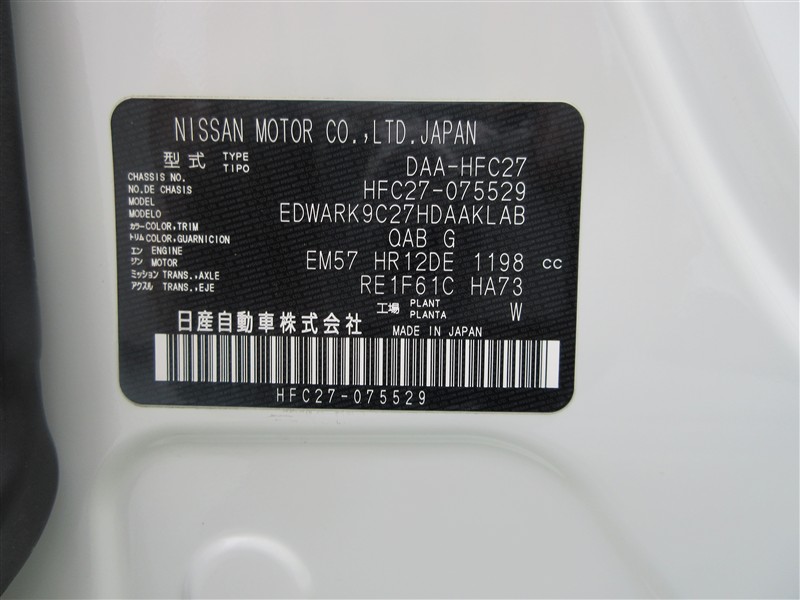 NISSAN MOTOR CO.,LTD.JAPAN
型式 TYPE TIPO DAA-HFC27
CHASSIS NO.
NO.DE CHASIS HFC27-075529
MODEL
MODELO EDWARK9C27HDAAKLAB
カラー COLOR,TRIM
トリム COLOR,GUARNICION QAB G
エン ENGINE
ジン MOTOR EM57 HR12DE 1198 cc
ミッション TRANS.,AXLE
アクスル TRANS.,EJE RE1F61C HA73
工場 PLANT PLANTA W
日産自動車株式会社 MADE IN JAPAN
HFC27-075529